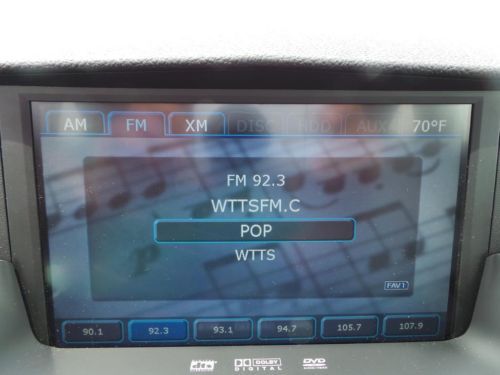 AM FM XM DISC HDD AUX 70°F
FM 92.3
WTTSFM.C
POP
WTTS
FAV1
90.1 92.3 93.1 94.7 105.7 107.9
dts DOLBY DVD
DIGITAL